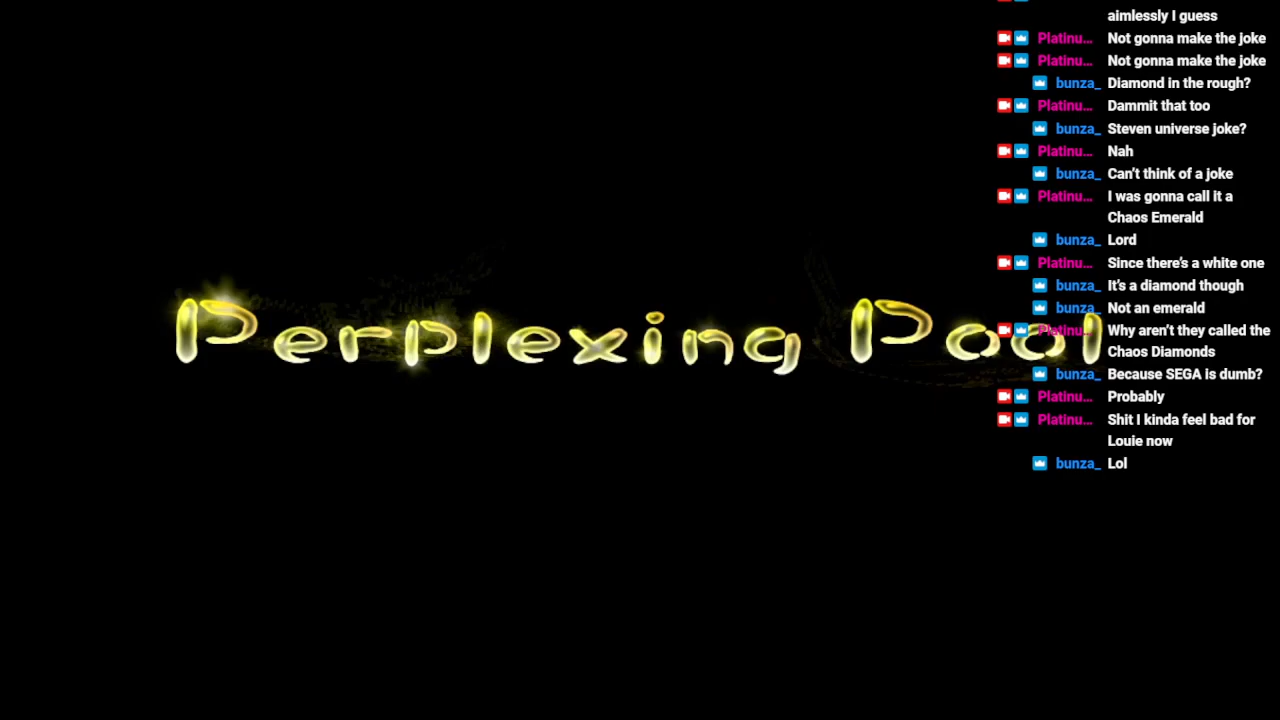 aimlessly I guess
Platinu... Not gonna make the joke
Platinu... Not gonna make the joke
bunza_ Diamond in the rough?
Platinu... Dammit that too
bunza_ Steven universe joke?
Platinu... Nah
bunza_ Can't think of a joke
Platinu... I was gonna call it a
Chaos Emerald
bunza_ Lord
Platinu... Since there's a white one
bunza_ It's a diamond though
bunza_ Not an emerald
Perplexing Pool
Platinu... Why aren't they called the
Chaos Diamonds
bunza_ Because SEGA is dumb?
Platinu... Probably
Platinu... Shit I kinda feel bad for
Louie now
bunza_ Lol